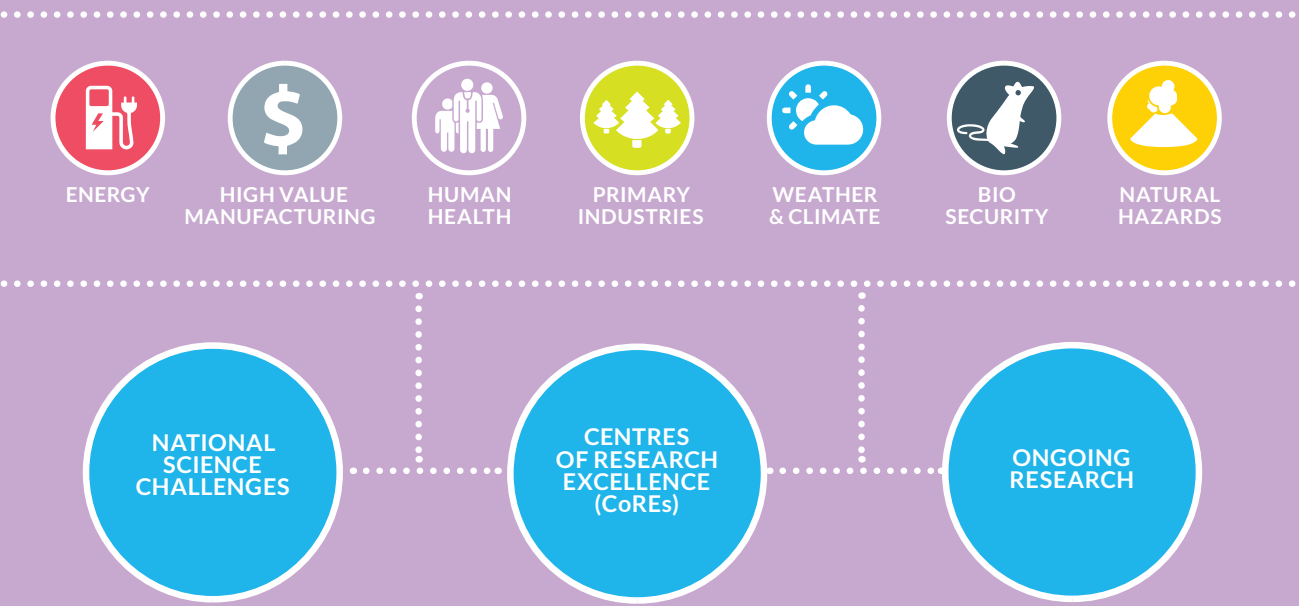 ENERGY
HIGH VALUE
MANUFACTURING
HUMAN
HEALTH
PRIMARY
INDUSTRIES
WEATHER
& CLIMATE
BIO
SECURITY
NATURAL
HAZARDS
NATIONAL
SCIENCE
CHALLENGES
CENTRES
OF RESEARCH
EXCELLENCE
(CoREs)
ONGOING
RESEARCH